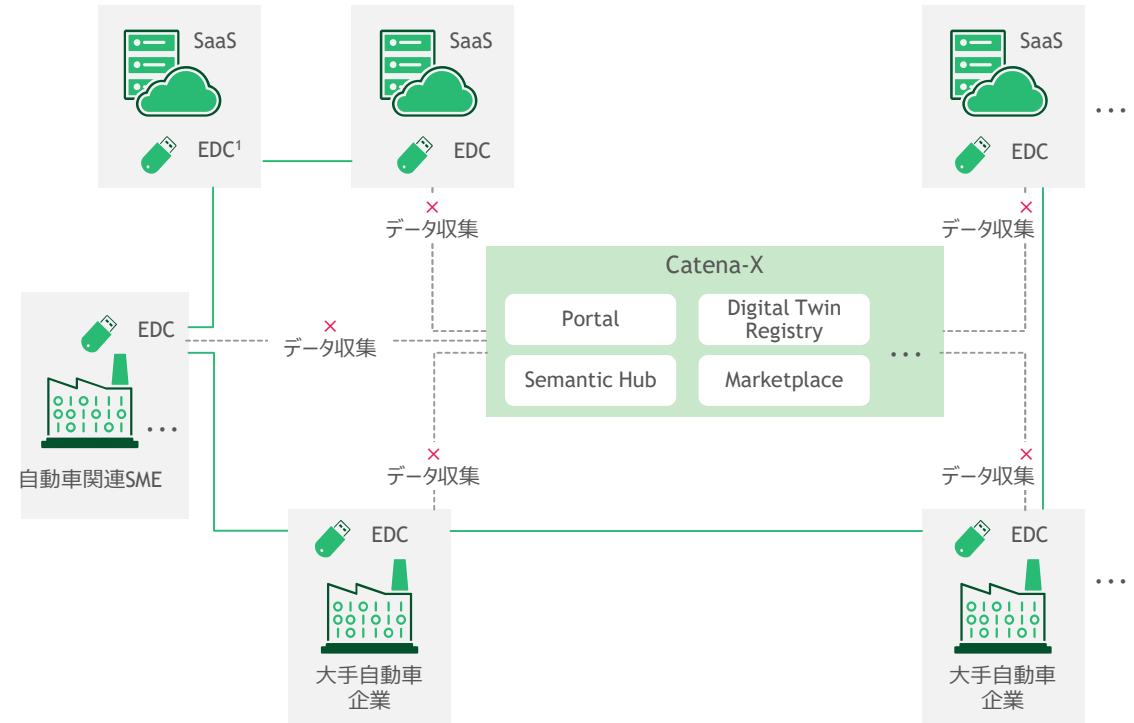 SaaS
SaaS
SaaS
EDC1
EDC
EDC
…
×
データ収集
×
データ収集
Catena-X
Portal
Digital Twin
Registry
Semantic Hub
Marketplace
…
EDC
×
データ収集
…
自動車関連SME
×
データ収集
×
データ収集
EDC
EDC
…
大手自動車
企業
大手自動車
企業